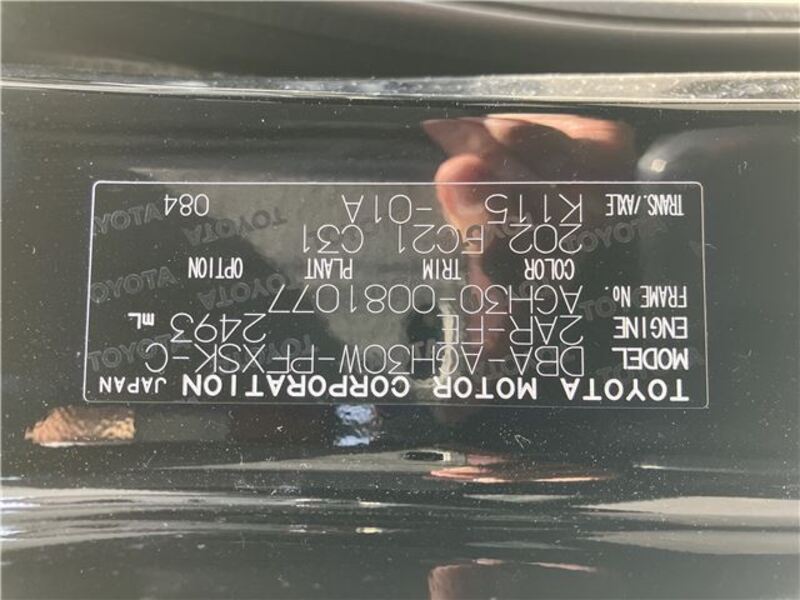 TOYOTA MOTOR CORPORATION JAPAN
MODEL DBA-AGH30W-PFXSK-C
ENGINE 2AR-FE 2493 mL
FRAME No. AGH30-0081077
COLOR TRIM PLANT OPTION
202 FC21 C31
TRANS./AXLE K115 -01A 084